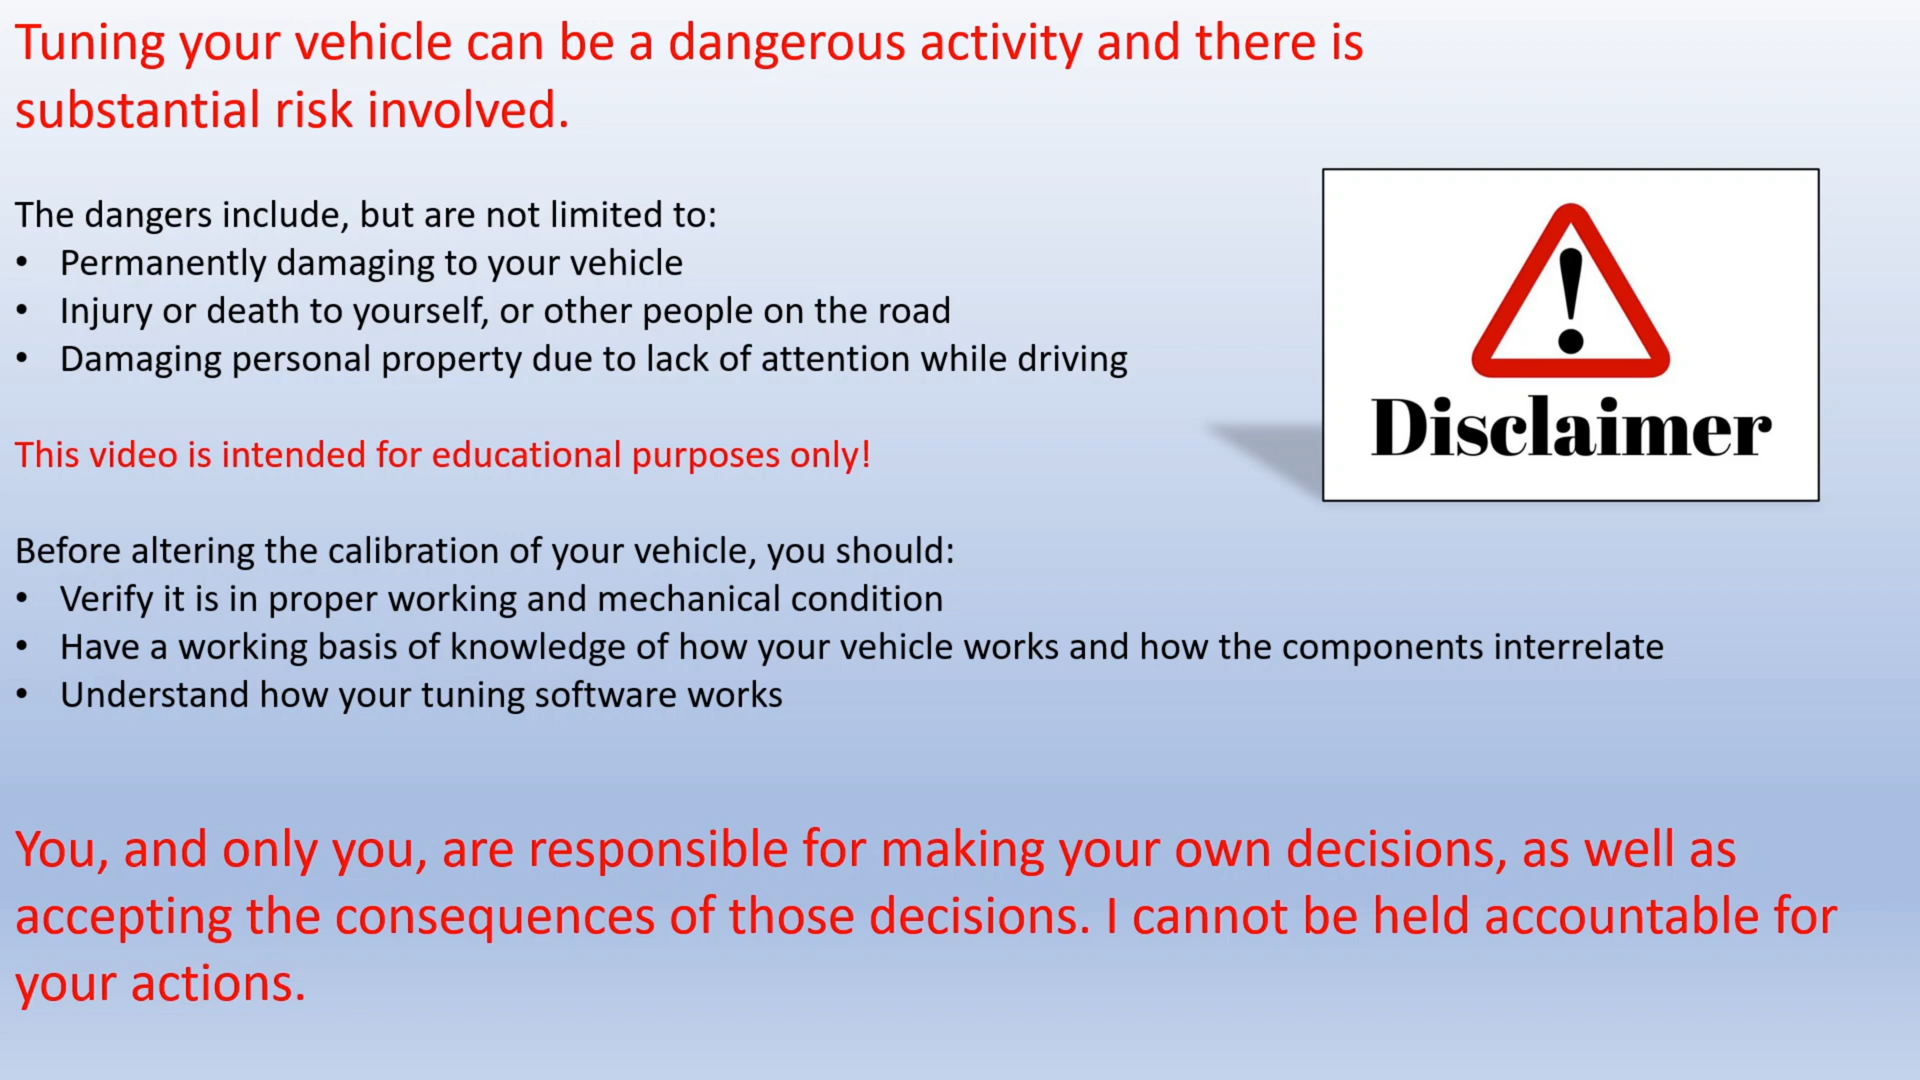 Tuning your vehicle can be a dangerous activity and there is
substantial risk involved.
The dangers include, but are not limited to:
• Permanently damaging to your vehicle
• Injury or death to yourself, or other people on the road
• Damaging personal property due to lack of attention while driving
!
Disclaimer
This video is intended for educational purposes only!
Before altering the calibration of your vehicle, you should:
• Verify it is in proper working and mechanical condition
• Have a working basis of knowledge of how your vehicle works and how the components interrelate
• Understand how your tuning software works
You, and only you, are responsible for making your own decisions, as well as
accepting the consequences of those decisions. I cannot be held accountable for
your actions.